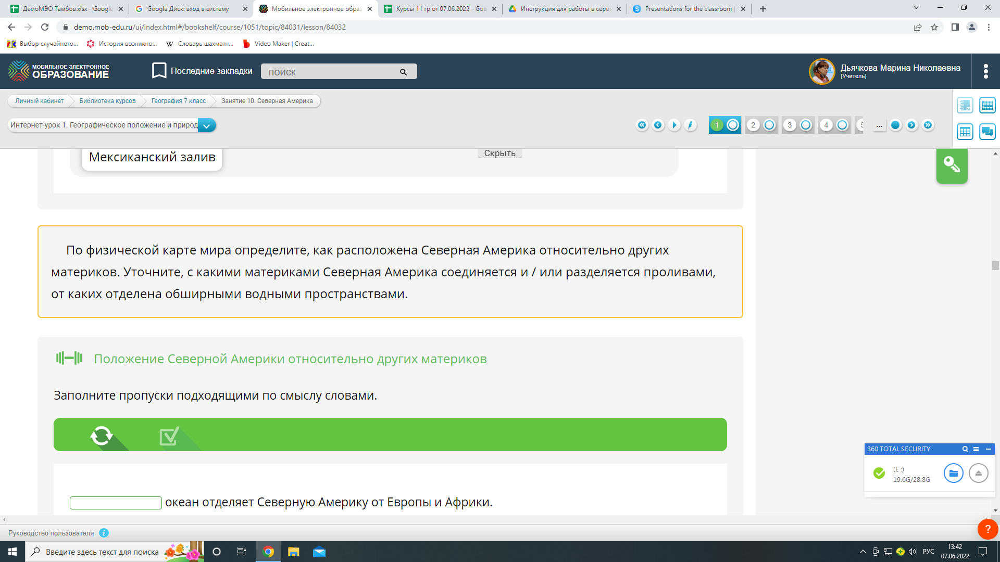 ДемоМЭО Тамбов.xlsx - Google
Google Диск: вход в систему
Мобильное электронное образ
Курсы 11 гр от 07.06.2022 - Goo
Инструкция для работы в серви
Presentations for the classroom |
demo.mob-edu.ru/ui/index.html#/bookshelf/course/1051/topic/84031/lesson/84032
Выбор случайного...
История возникно...
Словарь шахматн...
Video Maker | Creat...
МОБИЛЬНОЕ ЭЛЕКТРОННОЕ
ОБРАЗОВАНИЕ
Последние закладки
поиск
Дьячкова Марина Николаевна
[Учитель]
Личный кабинет
Библиотека курсов
География 7 класс
Занятие 10. Северная Америка
Интернет-урок 1. Географическое положение и природ
1
2
3
4
5
...
Мексиканский залив
Скрыть
По физической карте мира определите, как расположена Северная Америка относительно других
материков. Уточните, с какими материками Северная Америка соединяется и / или разделяется проливами,
от каких отделена обширными водными пространствами.
Положение Северной Америки относительно других материков
Заполните пропуски подходящими по смыслу словами.
океан отделяет Северную Америку от Европы и Африки.
360 TOTAL SECURITY
(E :)
19.6G/28.8G
Руководство пользователя
?
Введите здесь текст для поиска
РУС
13:42
07.06.2022